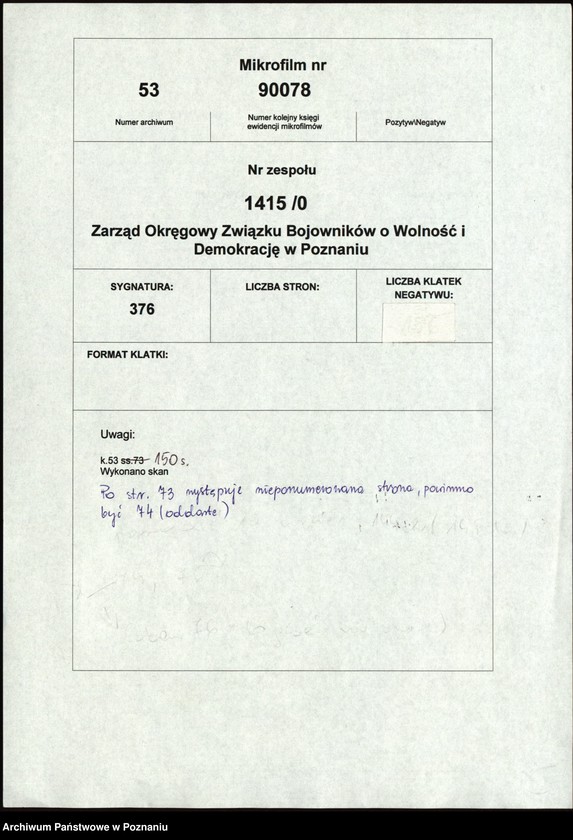 Mikrofilm nr
53 90078
Numer archiwum Numer kolejny księgi ewidencji mikrofilmów Pozytyw\Negatyw
Nr zespołu
1415 /0
Zarząd Okręgowy Związku Bojowników o Wolność i
Demokrację w Poznaniu
SYGNATURA: LICZBA STRON: LICZBA KLATEK NEGATYWU:
376
FORMAT KLATKI:
Uwagi:
k.53 ss.73 150 s.
Wykonano skan
Po str. 73 występuje nieponumerowana strona, powinno
być 74 (oddarte)
Archiwum Państwowe w Poznaniu